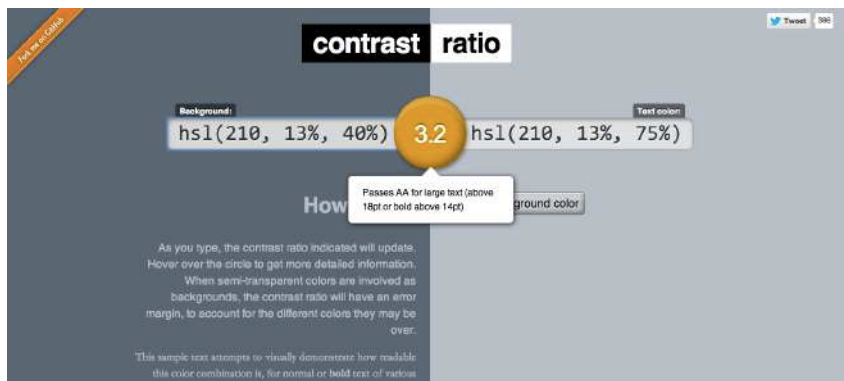 Fork me on GitHub
Tweet 386
contrast ratio
Background:
Text color:
hsl(210, 13%, 40%) 3.2 hsl(210, 13%, 75%)
Passes AA for large text (above
18pt or bold above 14pt)
How
ground color
As you type, the contrast ratio indicated will update.
Hover over the circle to get more detailed information.
When semi-transparent colors are involved as
backgrounds, the contrast ratio will have an error
margin, to account for the different colors they may be
over.
This sample text attempts to visually demonstrate how readable
this color combination is, for normal or bold text of various